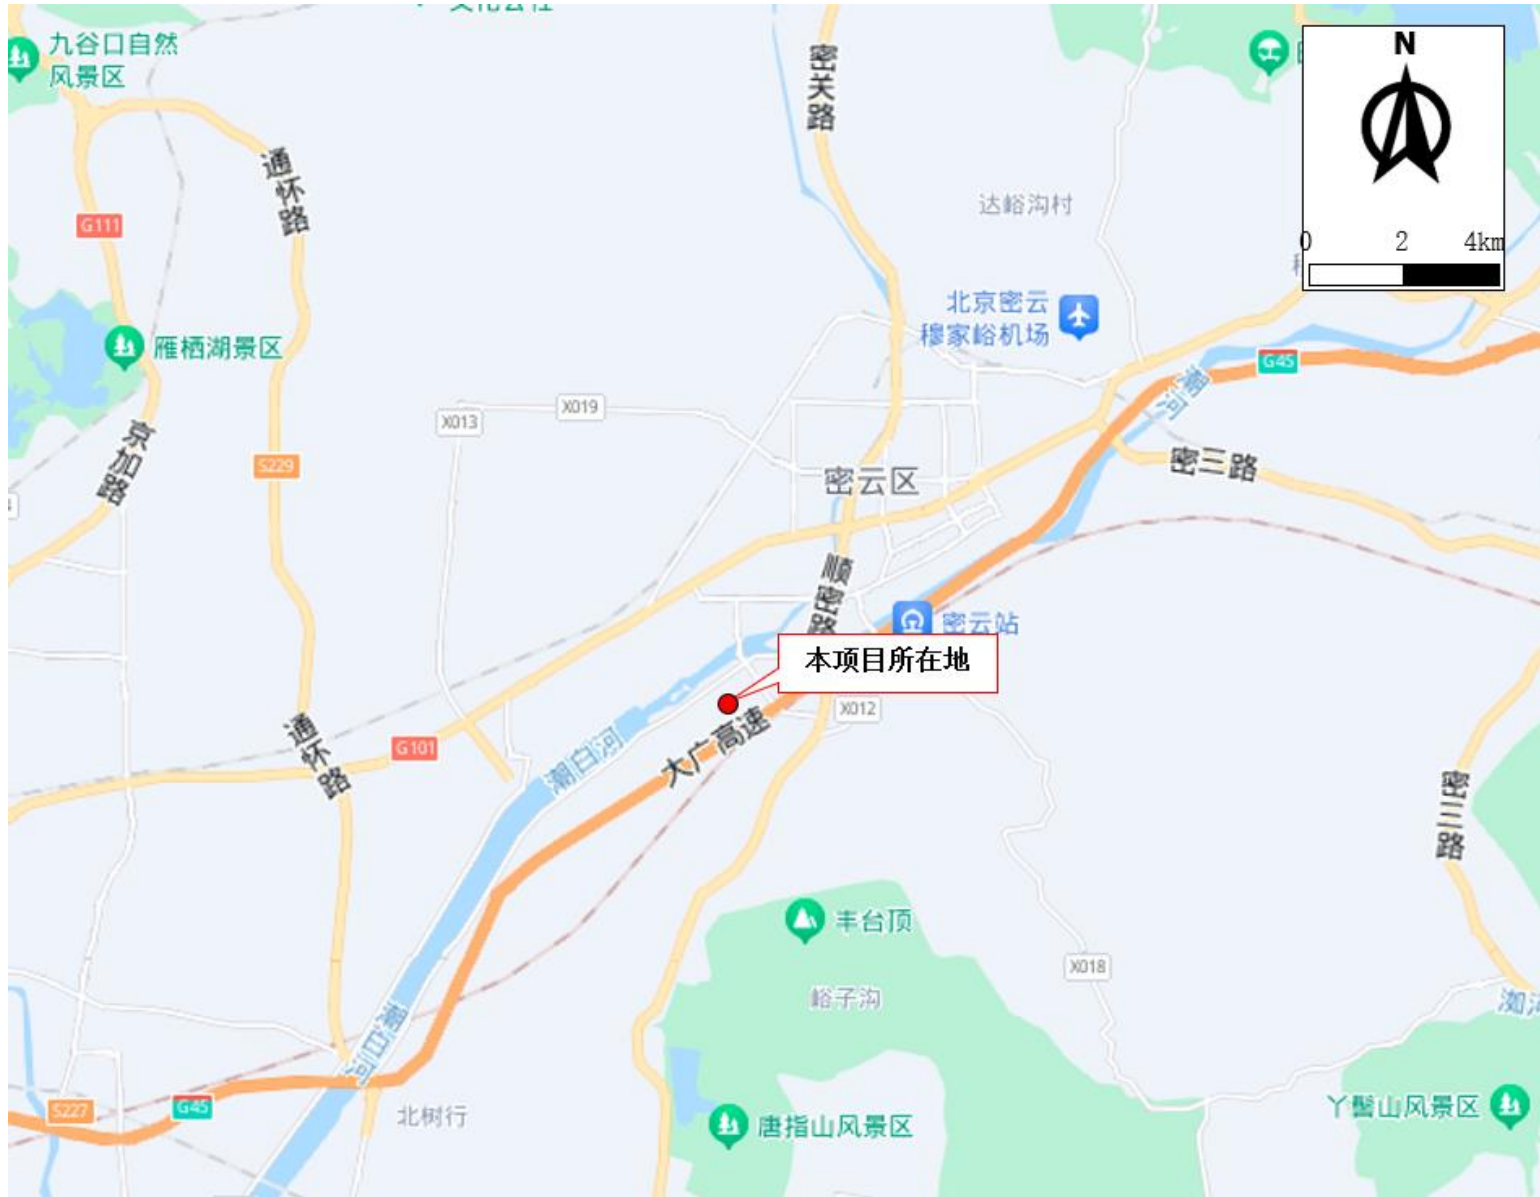 九谷口自然
风景区
密关路
N
通怀路
达峪沟村
G111
0 2 4km
北京密云
穆家峪机场
雁栖湖景区
G45
潮河
X019
X013
京加路
密三路
S229
密云区
顺密路
密云站
本项目所在地
X012
通怀路
G101
潮白河
大广高速
密三路
丰台顶
X018
峪子沟
潮白河
S227
G45
北树行
唐指山风景区
丫髻山风景区